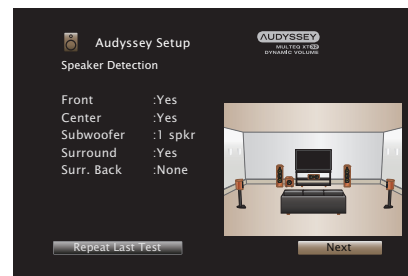 Audyssey Setup
AUDYSSEY
MULTEQ XT32
DYNAMIC VOLUME
Speaker Detection
Front :Yes
Center :Yes
Subwoofer :1 spkr
Surround :Yes
Surr. Back :None
Repeat Last Test
Next